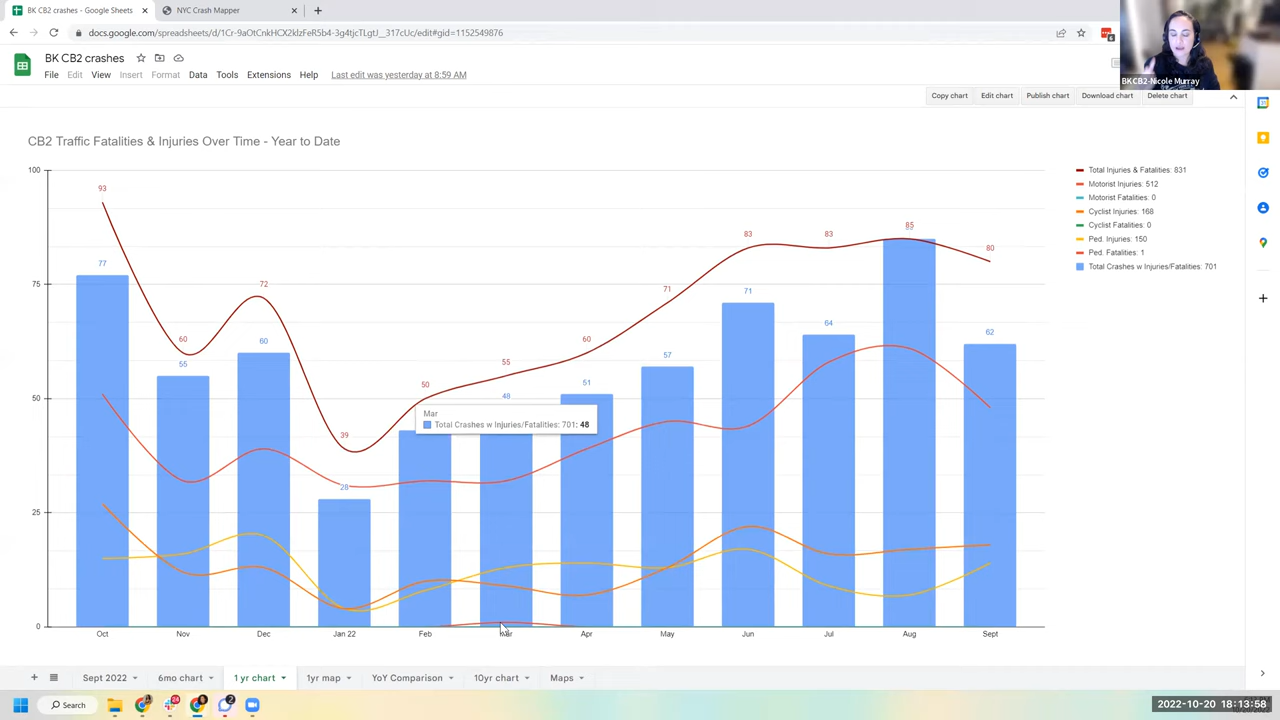 BK CB2 crashes - Google Sheets
NYC Crash Mapper
docs.google.com/spreadsheets/d/1Cr-9aOtCnkHCX2klzFeR5b4-3g4tjcTLgtJ__317cUc/edit#gid=1152549876
BK CB2 crashes
File Edit View Insert Format Data Tools Extensions Help Last edit was yesterday at 8:59 AM
BKCB2-Nicole Murray
Copy chart Edit chart Publish chart Download chart Delete chart
CB2 Traffic Fatalities & Injuries Over Time - Year to Date
100
75
50
25
0
93
60
72
39
50
55
60
71
83
83
85
80
77
55
60
28
48
51
57
71
64
62
Mar
Total Crashes w Injuries/Fatalities: 701: 48
Oct Nov Dec Jan 22 Feb Mar Apr May Jun Jul Aug Sept
Total Injuries & Fatalities: 831
Motorist Injuries: 512
Motorist Fatalities: 0
Cyclist Injuries: 168
Cyclist Fatalities: 0
Ped. Injuries: 150
Ped. Fatalities: 1
Total Crashes w Injuries/Fatalities: 701
Sept 2022 6mo chart 1 yr chart 1yr map YoY Comparison 10yr chart Maps
Search
2022-10-20 18:13:58